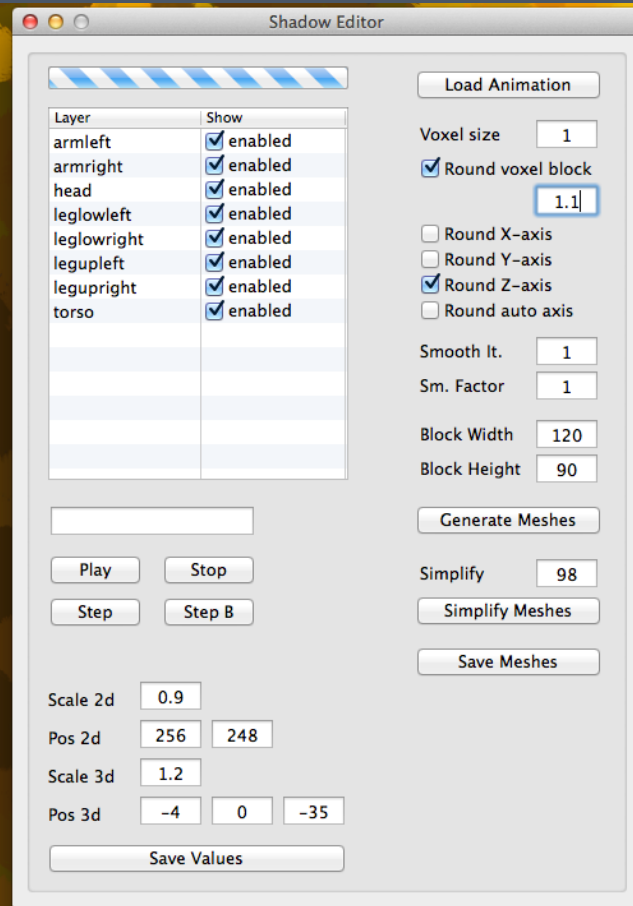 Shadow Editor
Layer Show
armleft enabled
armright enabled
head enabled
leglowleft enabled
leglowright enabled
legupleft enabled
legupright enabled
torso enabled
Play Stop
Step Step B
Scale 2d 0.9
Pos 2d 256 248
Scale 3d 1.2
Pos 3d -4 0 -35
Save Values
Load Animation
Voxel size 1
Round voxel block
1.1
Round X-axis
Round Y-axis
Round Z-axis
Round auto axis
Smooth It. 1
Sm. Factor 1
Block Width 120
Block Height 90
Generate Meshes
Simplify 98
Simplify Meshes
Save Meshes